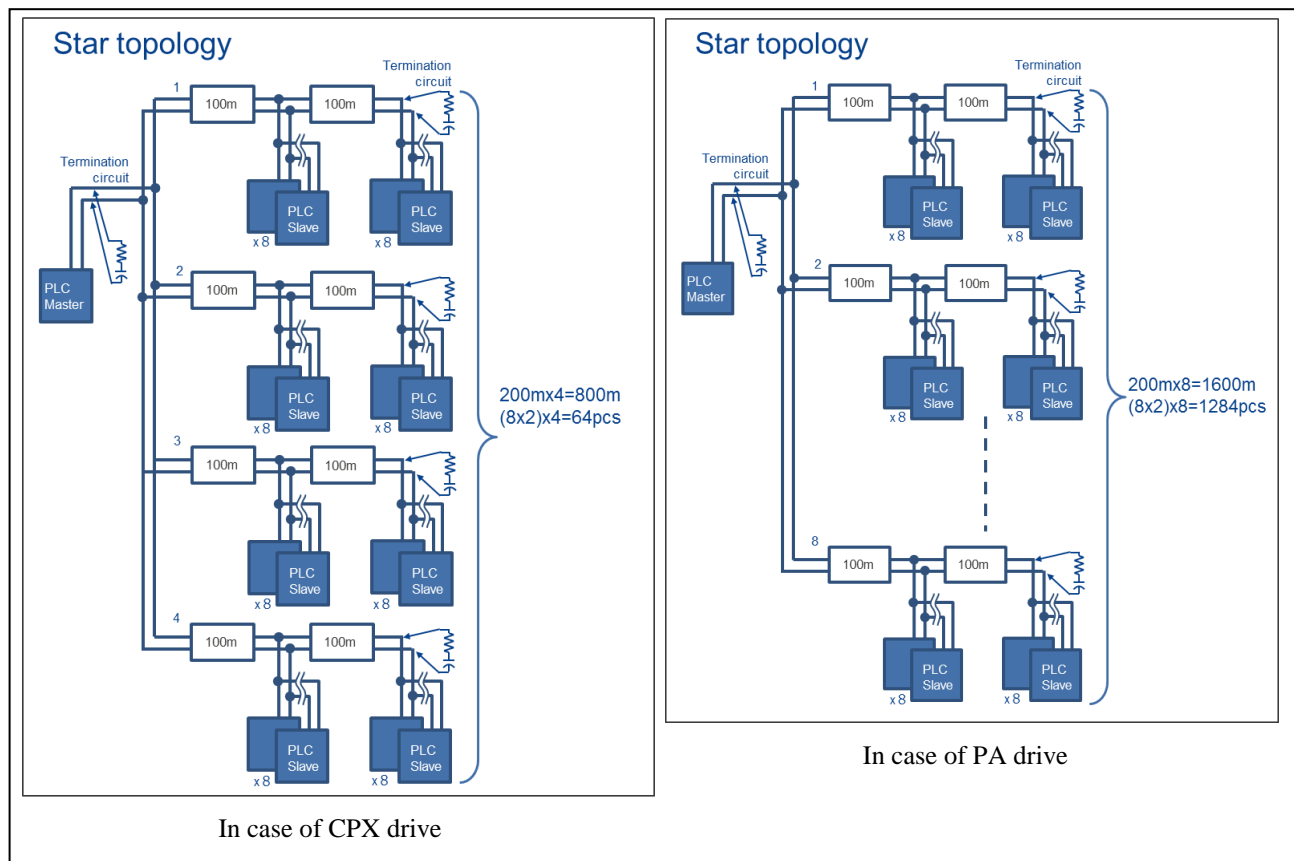 Star topology
Termination
circuit
1
100m
100m
Termination
circuit
PLC
Slave
x 8
PLC
Slave
x 8
PLC
Master
2
100m
100m
PLC
Slave
x 8
PLC
Slave
x 8
200mx4=800m
(8x2)x4=64pcs
3
100m
100m
PLC
Slave
x 8
PLC
Slave
x 8
4
100m
100m
PLC
Slave
x 8
PLC
Slave
x 8
In case of CPX drive
Star topology
Termination
circuit
1
100m
100m
Termination
circuit
PLC
Slave
x 8
PLC
Slave
x 8
PLC
Master
2
100m
100m
PLC
Slave
x 8
PLC
Slave
x 8
200mx8=1600m
(8x2)x8=1284pcs
8
100m
100m
PLC
Slave
x 8
PLC
Slave
x 8
In case of PA drive